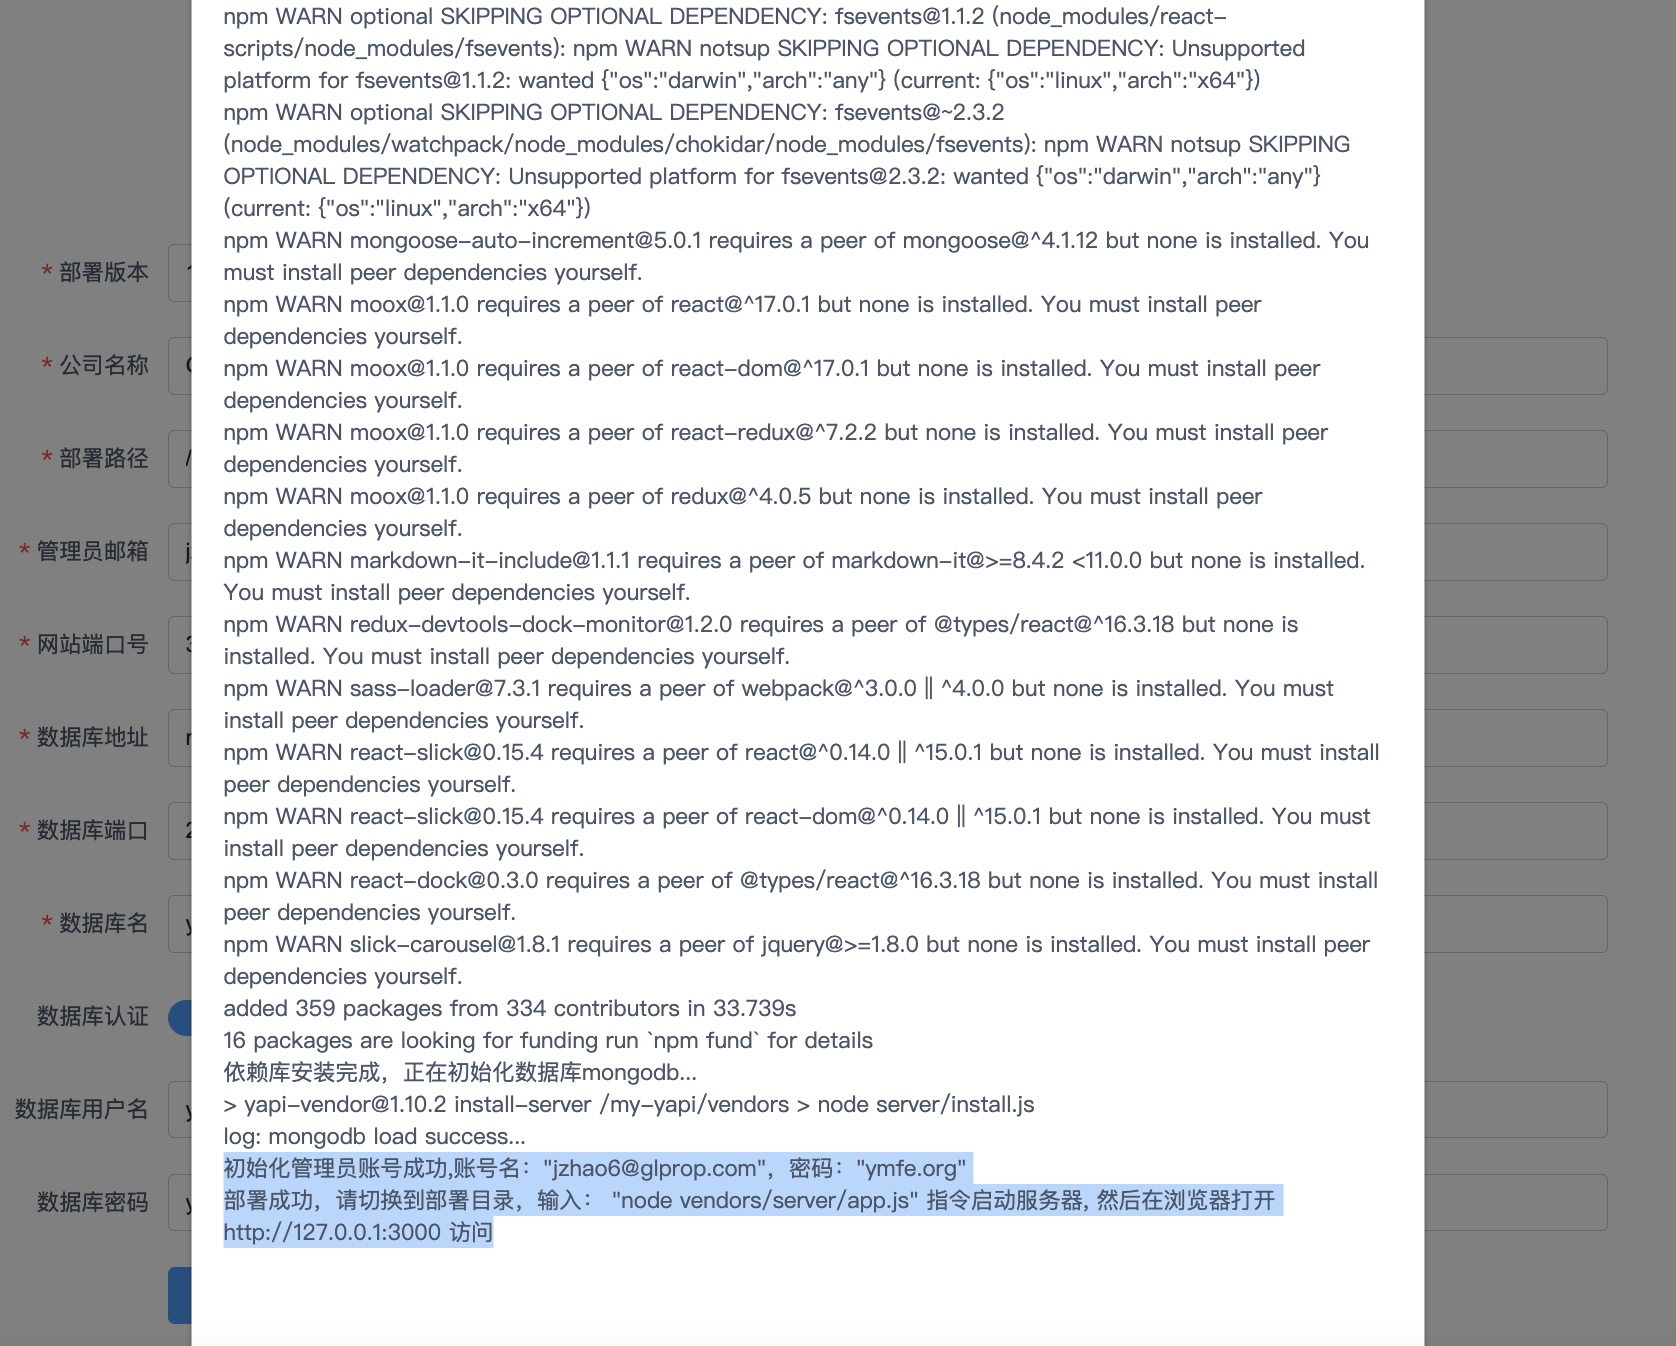 npm WARN optional SKIPPING OPTIONAL DEPENDENCY: fsevents@1.1.2 (node_modules/react-
scripts/node_modules/fsevents): npm WARN notsup SKIPPING OPTIONAL DEPENDENCY: Unsupported
platform for fsevents@1.1.2: wanted {"os":"darwin","arch":"any"} (current: {"os":"linux","arch":"x64"})
npm WARN optional SKIPPING OPTIONAL DEPENDENCY: fsevents@~2.3.2
(node_modules/watchpack/node_modules/chokidar/node_modules/fsevents): npm WARN notsup SKIPPING
OPTIONAL DEPENDENCY: Unsupported platform for fsevents@2.3.2: wanted {"os":"darwin","arch":"any"}
(current: {"os":"linux","arch":"x64"})
npm WARN mongoose-auto-increment@5.0.1 requires a peer of mongoose@^4.1.12 but none is installed. You
must install peer dependencies yourself.
npm WARN moox@1.1.0 requires a peer of react@^17.0.1 but none is installed. You must install peer
dependencies yourself.
npm WARN moox@1.1.0 requires a peer of react-dom@^17.0.1 but none is installed. You must install peer
dependencies yourself.
npm WARN moox@1.1.0 requires a peer of react-redux@^7.2.2 but none is installed. You must install peer
dependencies yourself.
npm WARN moox@1.1.0 requires a peer of redux@^4.0.5 but none is installed. You must install peer
dependencies yourself.
npm WARN markdown-it-include@1.1.1 requires a peer of markdown-it@>=8.4.2 <11.0.0 but none is installed.
You must install peer dependencies yourself.
npm WARN redux-devtools-dock-monitor@1.2.0 requires a peer of @types/react@^16.3.18 but none is
installed. You must install peer dependencies yourself.
npm WARN sass-loader@7.3.1 requires a peer of webpack@^3.0.0 || ^4.0.0 but none is installed. You must
install peer dependencies yourself.
npm WARN react-slick@0.15.4 requires a peer of react@^0.14.0 || ^15.0.1 but none is installed. You must install
peer dependencies yourself.
npm WARN react-slick@0.15.4 requires a peer of react-dom@^0.14.0 || ^15.0.1 but none is installed. You must
install peer dependencies yourself.
npm WARN react-dock@0.3.0 requires a peer of @types/react@^16.3.18 but none is installed. You must install
peer dependencies yourself.
npm WARN slick-carousel@1.8.1 requires a peer of jquery@>=1.8.0 but none is installed. You must install peer
dependencies yourself.
added 359 packages from 334 contributors in 33.739s
16 packages are looking for funding run `npm fund` for details
依赖库安装完成，正在初始化数据库mongodb...
> yapi-vendor@1.10.2 install-server /my-yapi/vendors > node server/install.js
log: mongodb load success...
初始化管理员账号成功,账号名："jzhao6@glprop.com"，密码："ymfe.org"
部署成功，请切换到部署目录，输入： "node vendors/server/app.js" 指令启动服务器, 然后在浏览器打开
http://127.0.0.1:3000 访问
* 部署版本
* 公司名称
* 部署路径
* 管理员邮箱
* 网站端口号
* 数据库地址
* 数据库端口
* 数据库名
数据库认证
数据库用户名
数据库密码